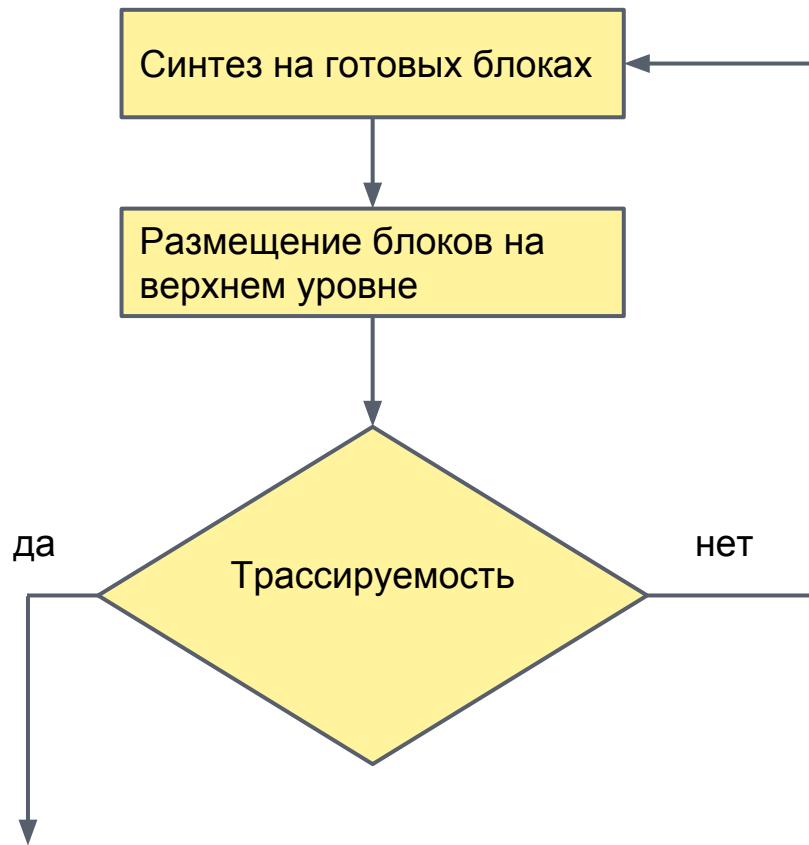 Синтез на готовых блоках
Размещение блоков на
верхнем уровне
да
нет
Трассируемость